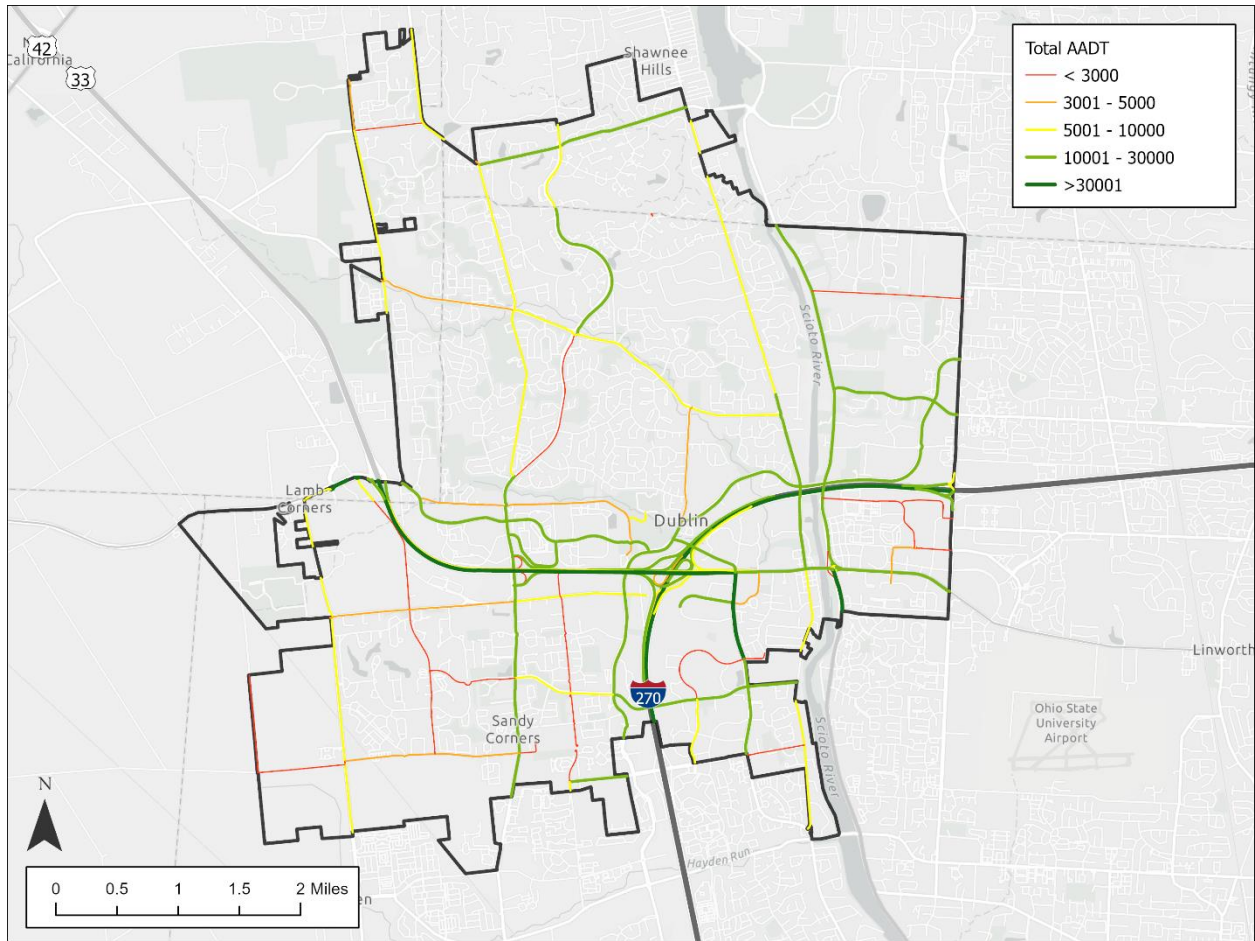 42
N
California
33
Shawnee
Hills
Total AADT
< 3000
3001 - 5000
5001 - 10000
10001 - 30000
>30001
Scioto River
Lamb
Corners
Dublin
Linworth
270
Sandy
Corners
Ohio State
University
Airport
Scioto River
N
Hayden Run
0 0.5 1 1.5 2 Miles
en